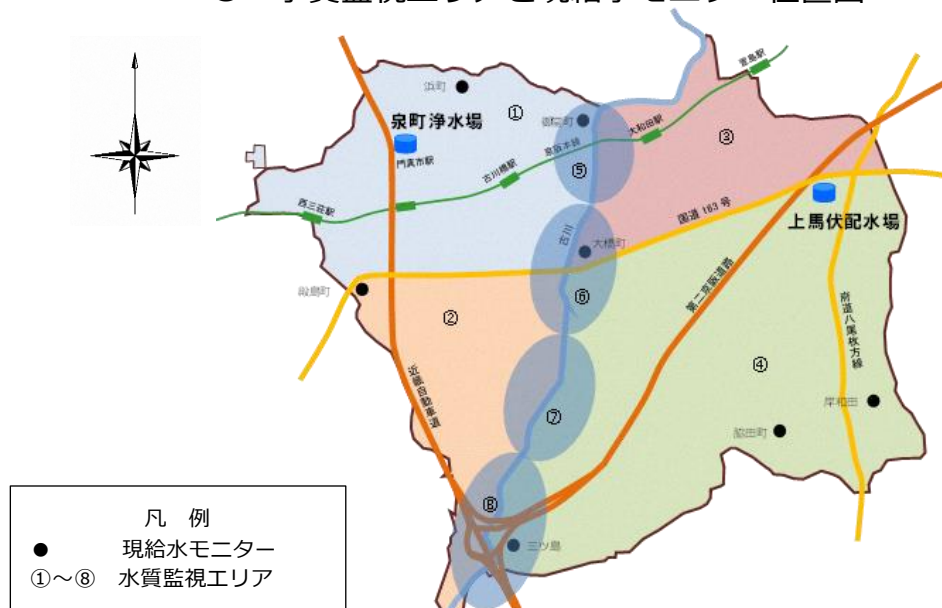 浜町
①
泉町浄水場
門真市駅
御堂町
⑤
京阪本線
古川橋駅
大和田駅
萱島駅
③
西三荘駅
古川
国道 163 号
上馬伏配水場
大橋町
殿島町
②
⑥
第二京阪道路
府道八尾枚方線
近畿自動車道
④
⑦
岸和田
脇田町
⑧
三ツ島
凡 例
● 現給水モニター
①～⑧ 水質監視エリア